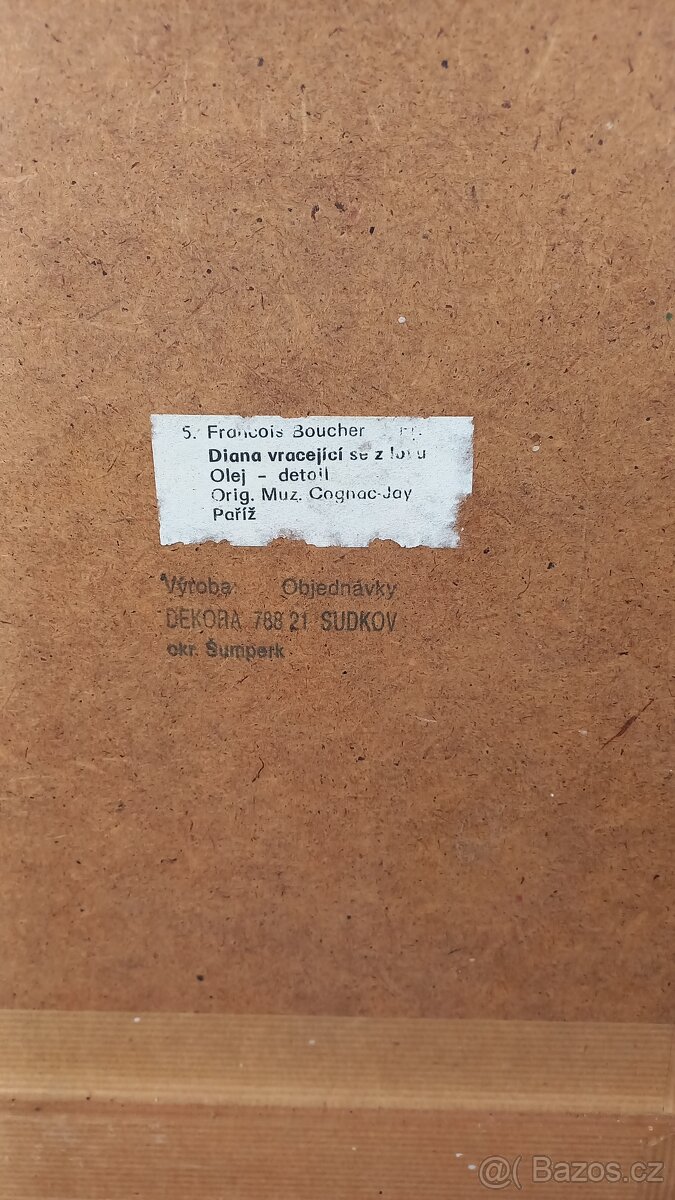 5. Francois Boucher
Diana vracející se z lovu
Olej - detail
Orig. Muz. Cognac-Jay
Paříž
Výroba: Objednávky
DEKORA 788 21 SUDKOV
okr. Šumperk
@( Bazos.cz